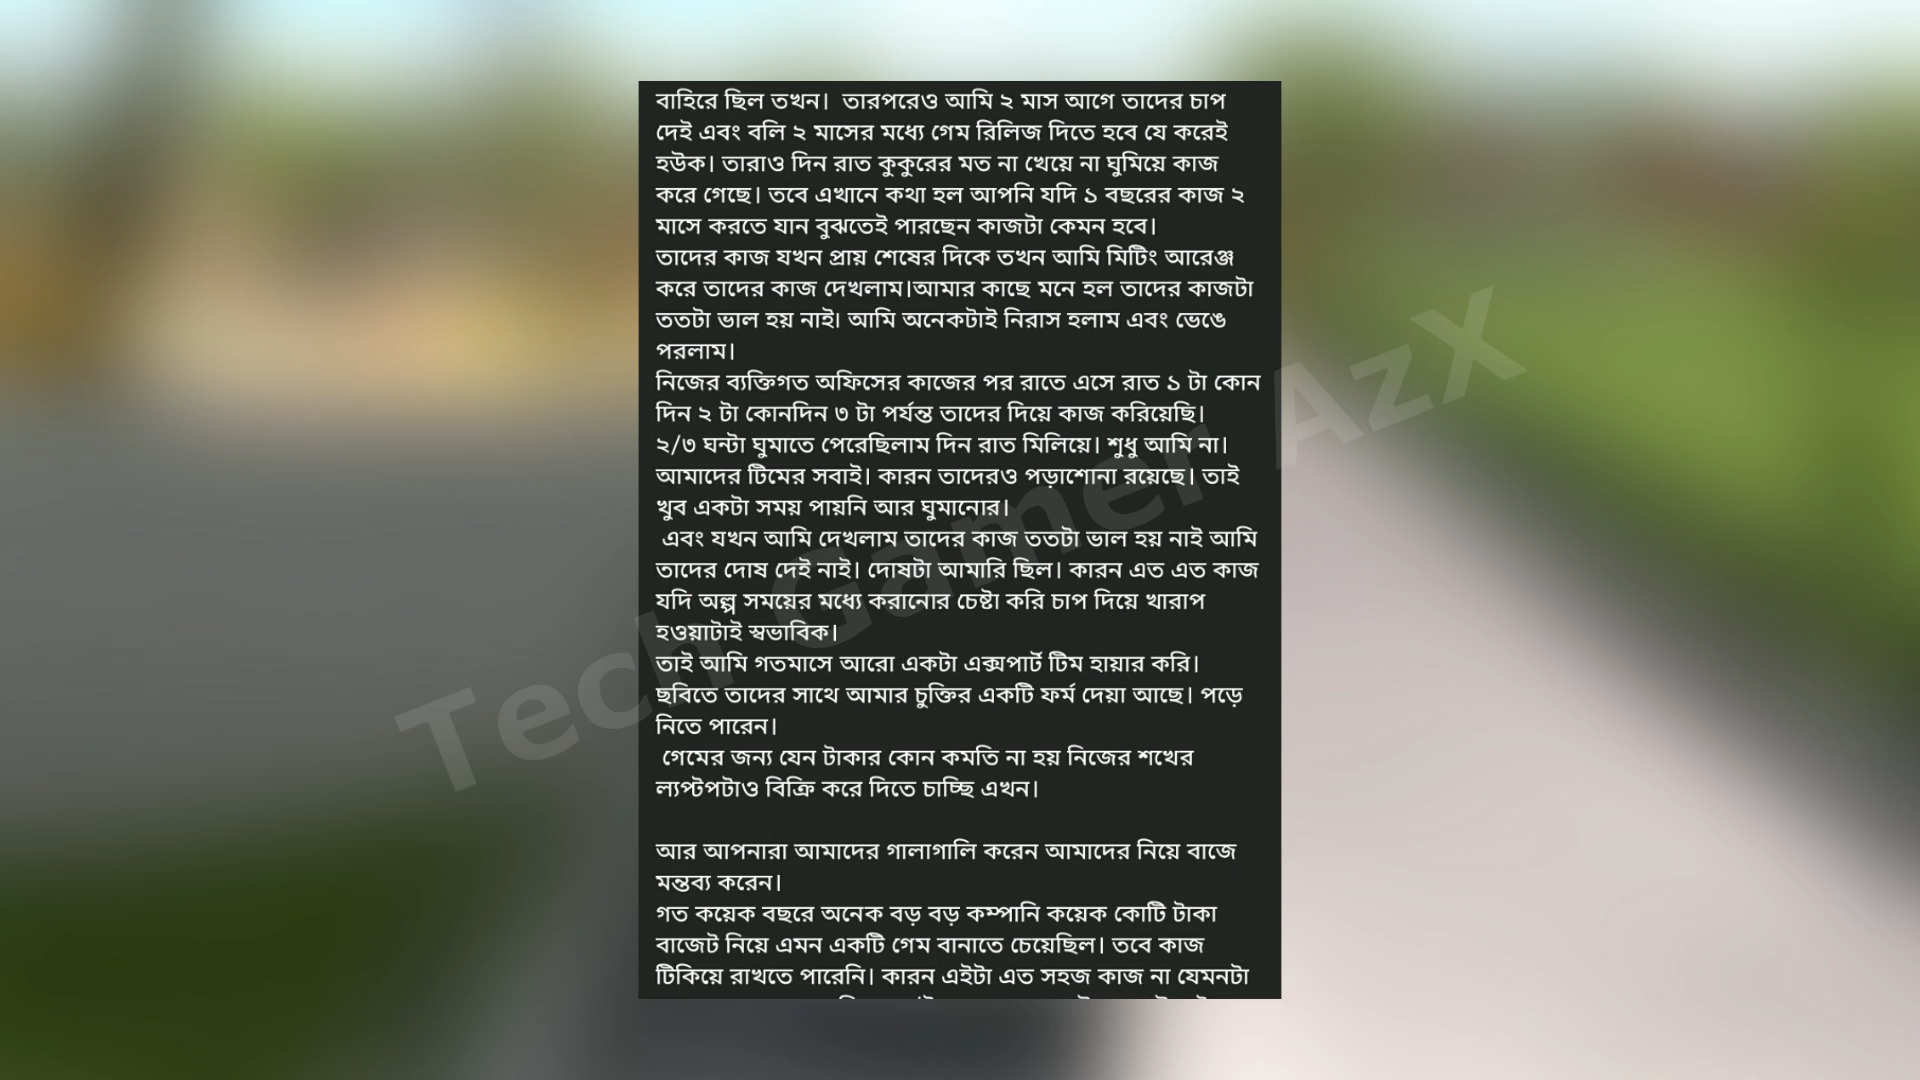 বাহিরে ছিল তখন।  তারপরেও আমি ২ মাস আগে তাদের চাপ
দেই এবং বলি ২ মাসের মধ্যে গেম রিলিজ দিতে হবে যে করেই
হউক। তারাও দিন রাত কুকুরের মত না খেয়ে না ঘুমিয়ে কাজ
করে গেছে। তবে এখানে কথা হল আপনি যদি ১ বছরের কাজ ২
মাসে করতে যান বুঝতেই পারছেন কাজটা কেমন হবে।
তাদের কাজ যখন প্রায় শেষের দিকে তখন আমি মিটিং আরেঞ্জ
করে তাদের কাজ দেখলাম।আমার কাছে মনে হল তাদের কাজটা
ততটা ভাল হয় নাই। আমি অনেকটাই নিরাস হলাম এবং ভেঙে
পরলাম।
নিজের ব্যক্তিগত অফিসের কাজের পর রাতে এসে রাত ১ টা কোন
দিন ২ টা কোনদিন ৩ টা পর্যন্ত তাদের দিয়ে কাজ করিয়েছি।
২/৩ ঘন্টা ঘুমাতে পেরেছিলাম দিন রাত মিলিয়ে। শুধু আমি না।
আমাদের টিমের সবাই। কারন তাদেরও পড়াশোনা রয়েছে। তাই
খুব একটা সময় পায়নি আর ঘুমানোর।
এবং যখন আমি দেখলাম তাদের কাজ ততটা ভাল হয় নাই আমি
তাদের দোষ দেই নাই। দোষটা আমারি ছিল। কারন এত এত কাজ
যদি অল্প সময়ের মধ্যে করানোর চেষ্টা করি চাপ দিয়ে খারাপ
হওয়াটাই স্বভাবিক।
তাই আমি গতমাসে আরো একটা এক্সপার্ট টিম হায়ার করি।
ছবিতে তাদের সাথে আমার চুক্তির একটি ফর্ম দেয়া আছে। পড়ে
নিতে পারেন।
গেমের জন্য যেন টাকার কোন কমতি না হয় নিজের শখের
ল্যপ্টপটাও বিক্রি করে দিতে চাচ্ছি এখন।
আর আপনারা আমাদের গালাগালি করেন আমাদের নিয়ে বাজে
মন্তব্য করেন।
গত কয়েক বছরে অনেক বড় বড় কম্পানি কয়েক কোটি টাকা
বাজেট নিয়ে এমন একটি গেম বানাতে চেয়েছিল। তবে কাজ
টিকিয়ে রাখতে পারেনি। কারন এইটা এত সহজ কাজ না যেমনটা
Tech Gamer AzX